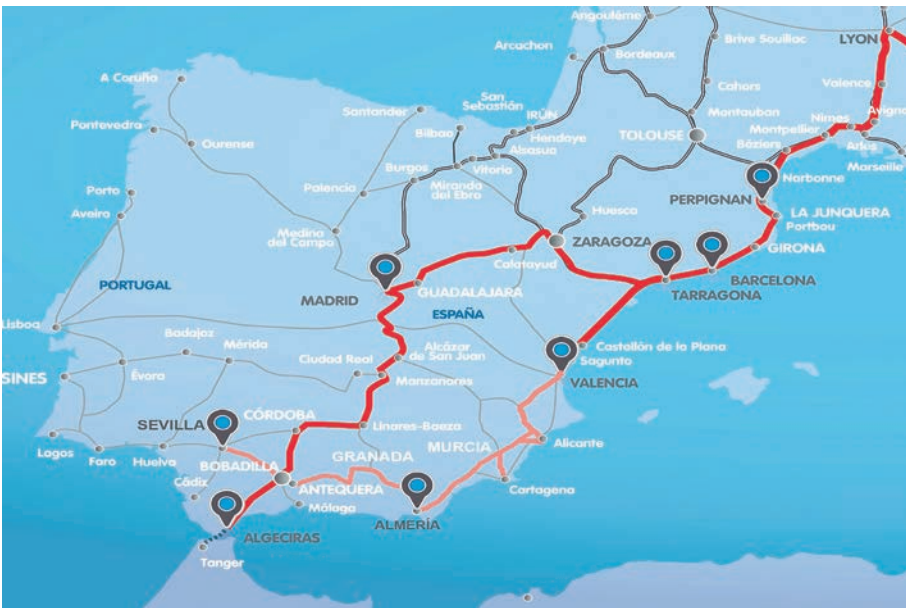 Angouléme
LYON
Arcachon
Bordeaux
Brive Souillac
A Coruña
Cahors
Valence
Santander
San
Sebastián
IRÚN
Montauban
Avign
Pontevedra
Bilbao
Hendaye
TOLOUSE
Montpellier
Nimes
Ourense
Alsasua
Béziers
Arles
Burgos
Vitoria
Marseille
Palencia
Miranda
del Ebro
Narbonne
Porto
PERPIGNAN
Aveiro
Huesca
LA JUNQUERA
Portbou
Medina
del Campo
ZARAGOZA
GIRONA
Calatayud
PORTUGAL
MADRID
GUADALAJARA
BARCELONA
TARRAGONA
ESPAÑA
Lisboa
Badajoz
Alcázar
de San Juan
Castellón de la Plana
Mérida
Ciudad Real
Sagunto
SINES
Évora
Manzanares
VALENCIA
SEVILLA
CÓRDOBA
Linares-Baeza
MURCIA
Alicante
Lagos
Faro
Huelva
BOBADILLA
GRANADA
Cádiz
ANTEQUERA
Cartagena
Málaga
ALMERÍA
ALGECIRAS
Tanger